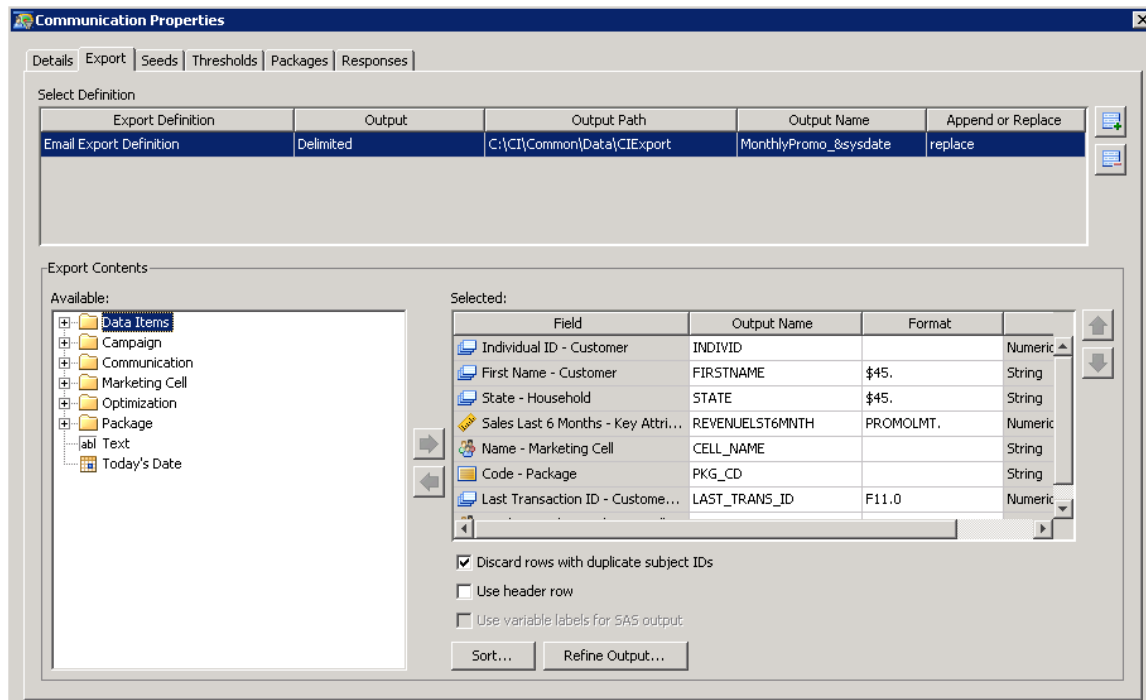 Communication Properties
Details Export Seeds Thresholds Packages Responses
Select Definition
Export Definition Output Output Path Output Name Append or Replace
Email Export Definition Delimited C:\CI\Common\Data\CIExport MonthlyPromo_&sysdate replace
Export Contents
Available:
Data Items
Campaign
Communication
Marketing Cell
Optimization
Package
abl Text
Today's Date
Selected:
Field Output Name Format
Individual ID - Customer INDIVID Numeric
First Name - Customer FIRSTNAME $45. String
State - Household STATE $45. String
Sales Last 6 Months - Key Attri... REVENUELST6MNTH PROMOLMT. Numeric
Name - Marketing Cell CELL_NAME String
Code - Package PKG_CD String
Last Transaction ID - Custome... LAST_TRANS_ID F11.0 Numeric
Discard rows with duplicate subject IDs
Use header row
Use variable labels for SAS output
Sort... Refine Output...